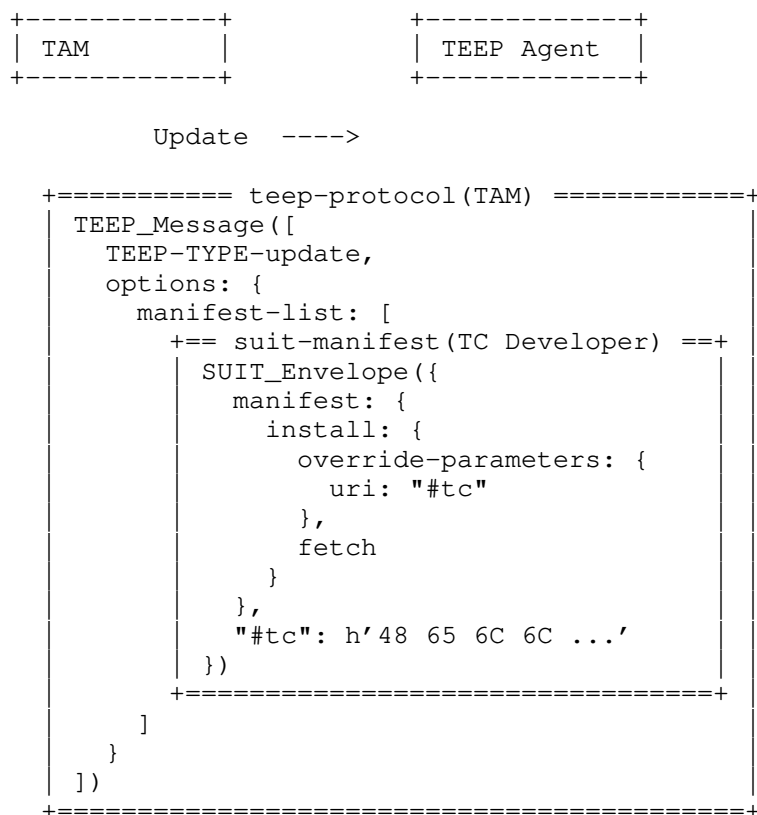 +------------+           +-------------+
| TAM        |           | TEEP Agent  |
+------------+           +-------------+

         Update  ---->

  +=========== teep-protocol(TAM) ============+
  | TEEP_Message([                            |
  |   TEEP-TYPE-update,                       |
  |   options: {                              |
  |     manifest-list: [                      |
  |       +== suit-manifest(TC Developer) ==+ |
  |       | SUIT_Envelope({                 | |
  |       |   manifest: {                   | |
  |       |     install: {                  | |
  |       |       override-parameters: {    | |
  |       |         uri: "#tc"              | |
  |       |       },                        | |
  |       |       fetch                     | |
  |       |     }                           | |
  |       |   },                            | |
  |       |   "#tc": h'48 65 6C 6C ...'     | |
  |       | })                              | |
  |       +=================================+ |
  |     ]                                     |
  |   }                                       |
  | ])                                        |
  +===========================================+